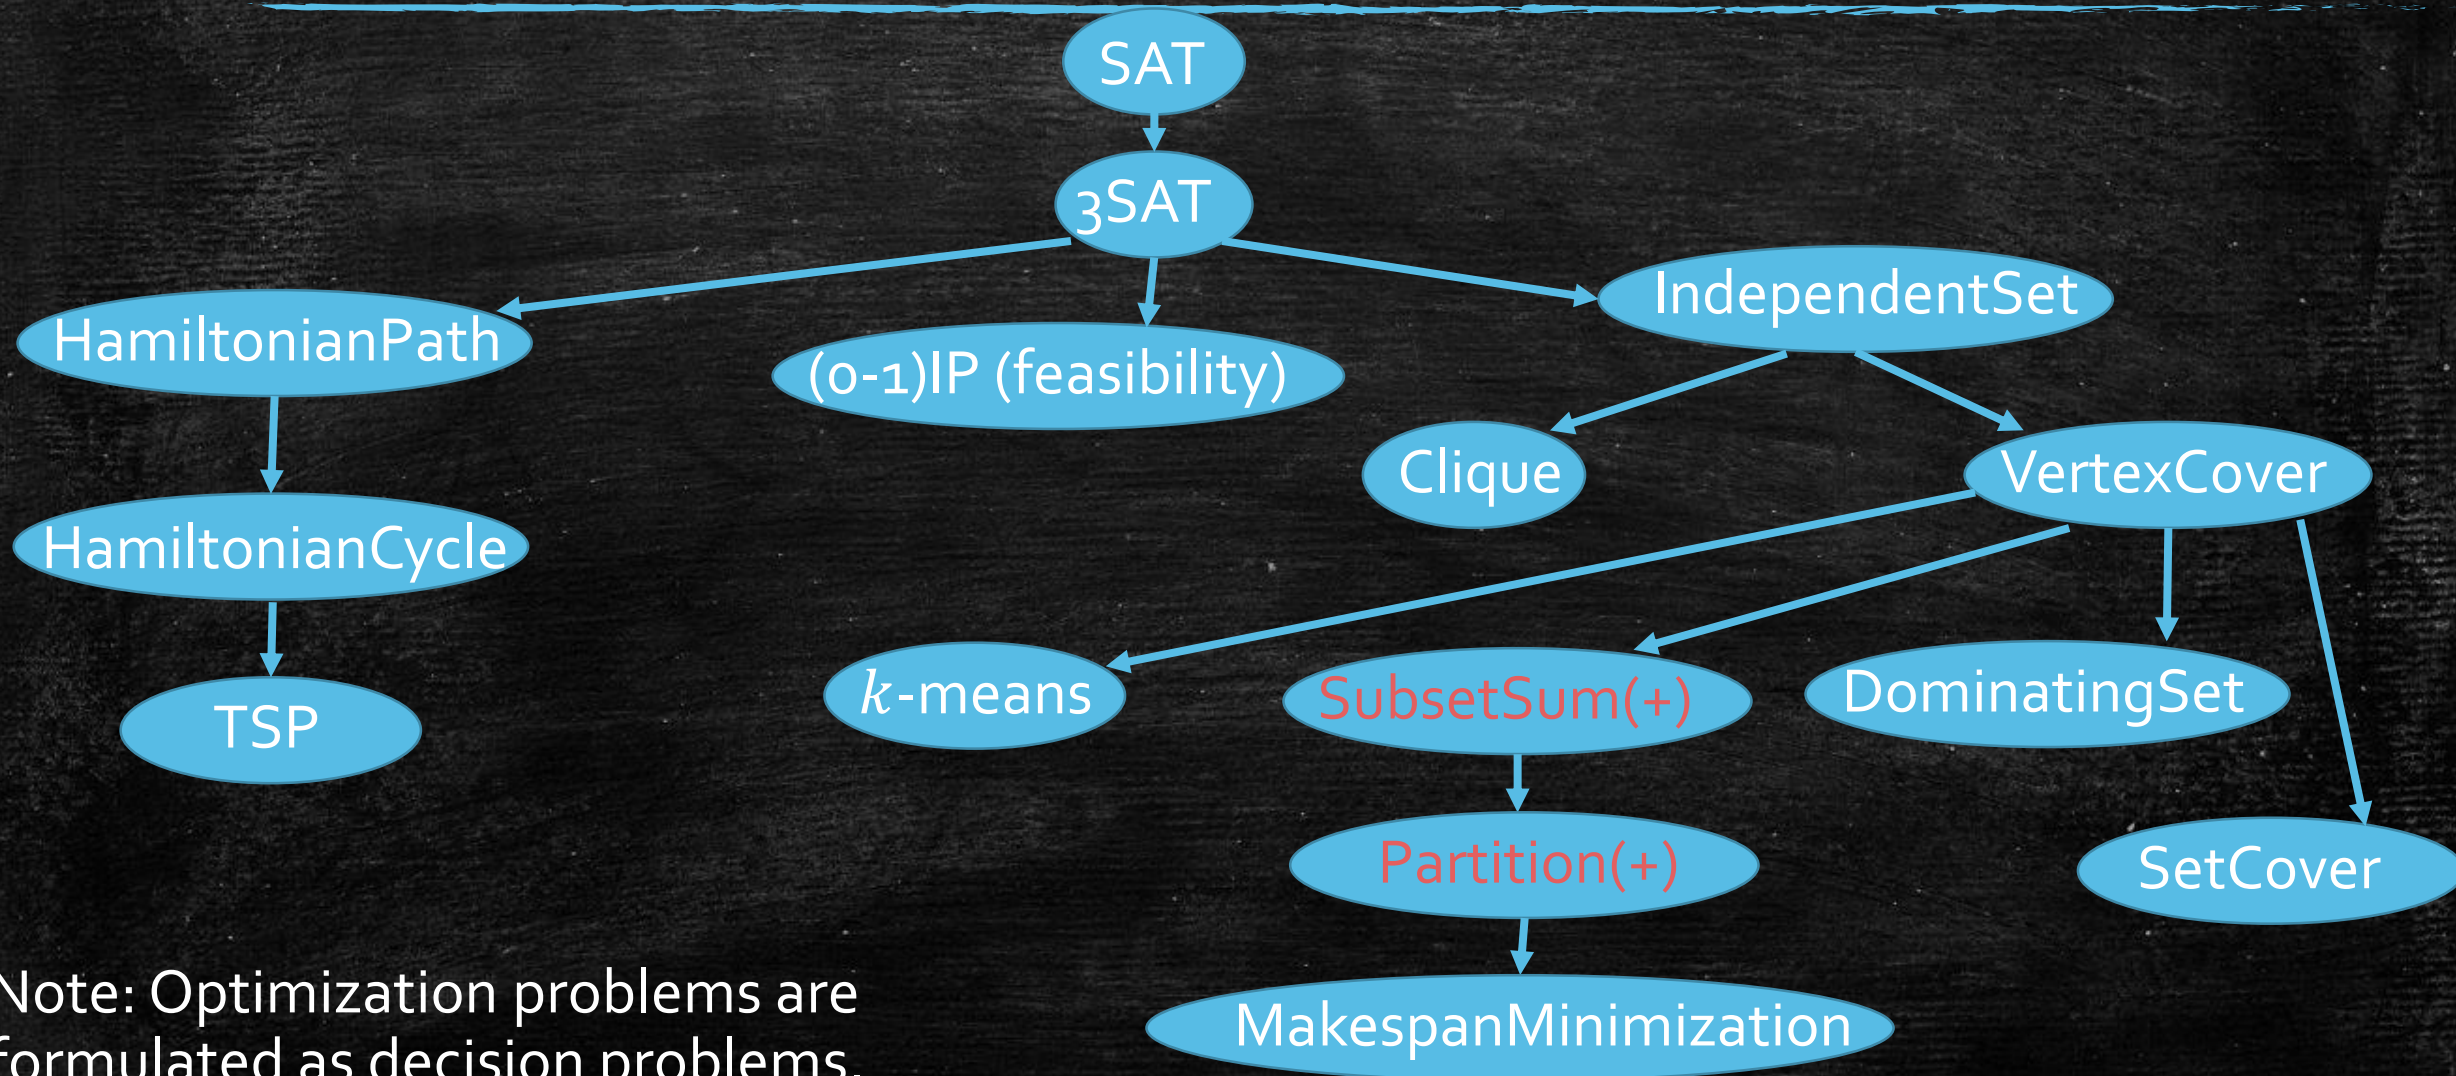 SAT
3SAT
HamiltonianPath
(0-1)IP (feasibility)
IndependentSet
Clique
VertexCover
HamiltonianCycle
k-means
SubsetSum(+)
DominatingSet
TSP
Partition(+)
SetCover
MakespanMinimization
Note: Optimization problems are
formulated as decision problems.